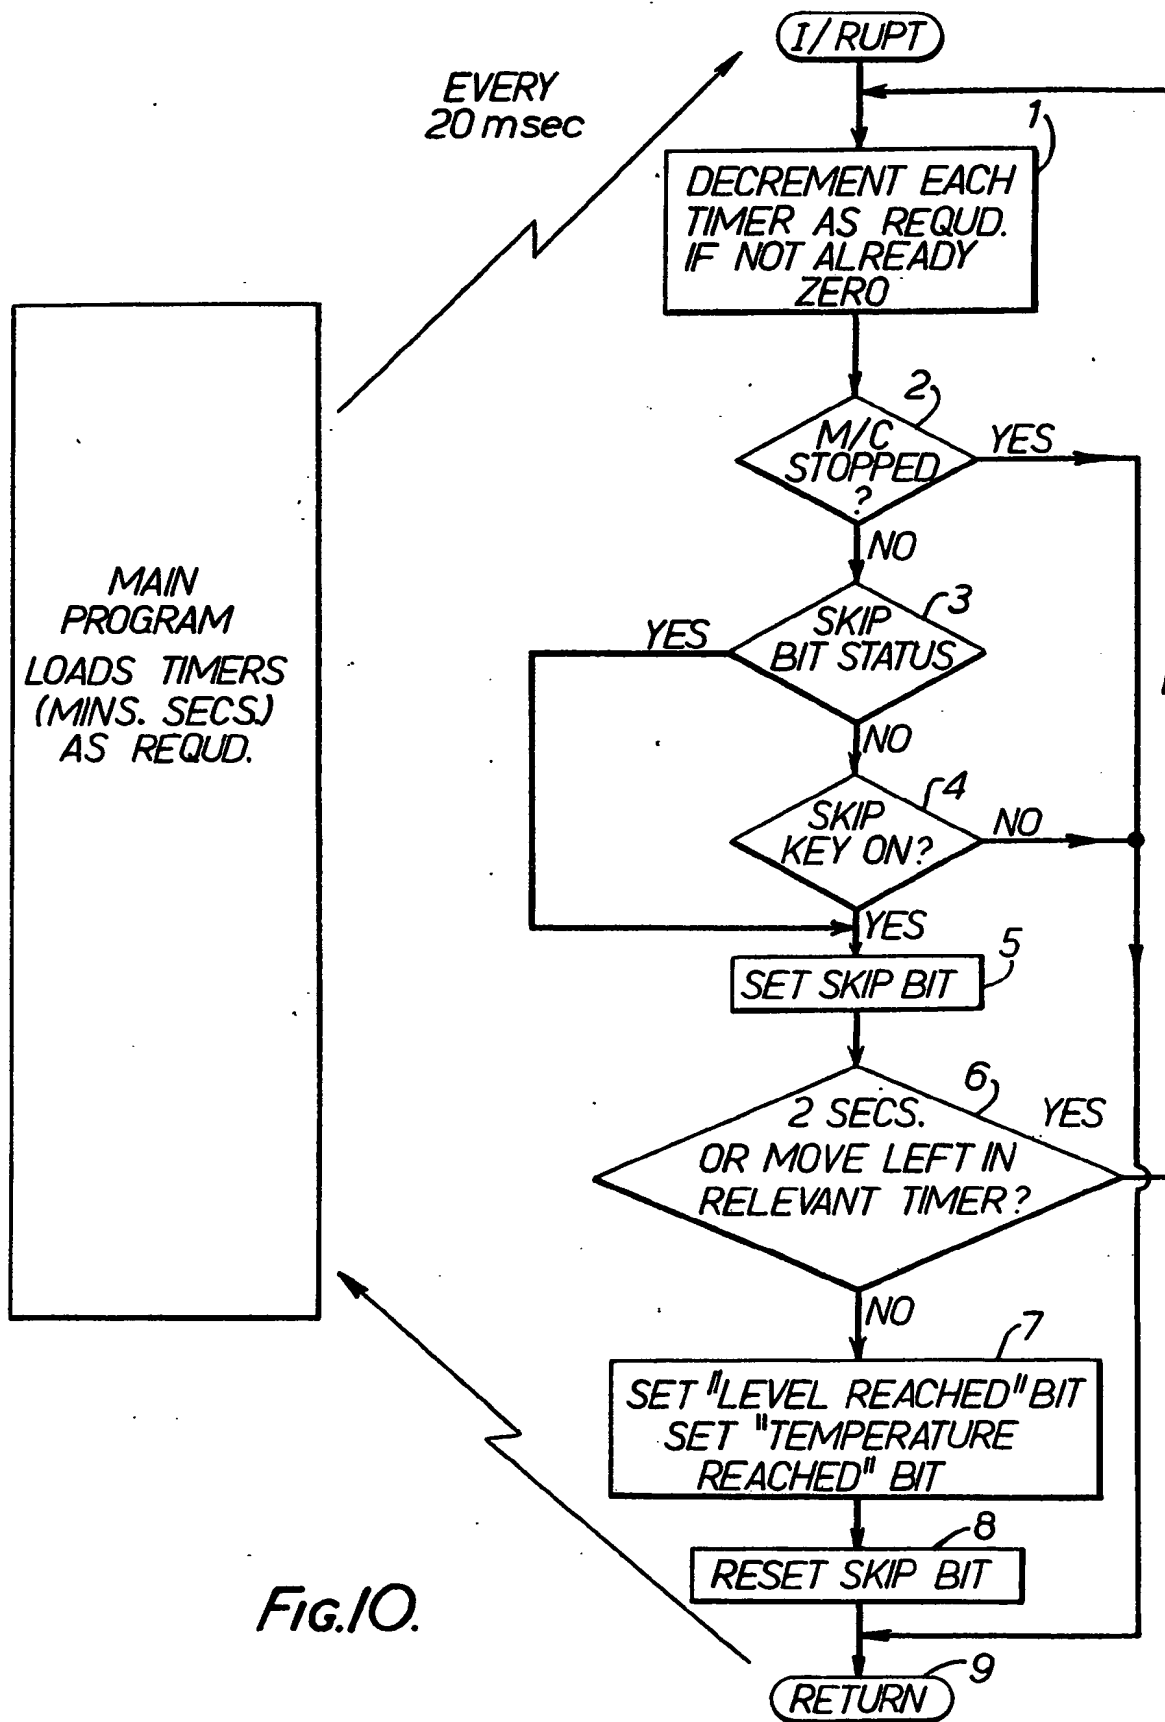 I/RUPT
EVERY
20 msec
1
DECREMENT EACH
TIMER AS REQUD.
IF NOT ALREADY
ZERO
2
M/C
STOPPED
?
YES
NO
MAIN
PROGRAM
LOADS TIMERS
(MINS. SECS.)
AS REQUD.
3
SKIP
BIT STATUS
YES
NO
4
SKIP
KEY ON?
NO
YES
5
SET SKIP BIT
6
2 SECS.
OR MOVE LEFT IN
RELEVANT TIMER?
YES
NO
7
SET "LEVEL REACHED" BIT
SET "TEMPERATURE
REACHED" BIT
8
RESET SKIP BIT
9
RETURN
FIG.10.